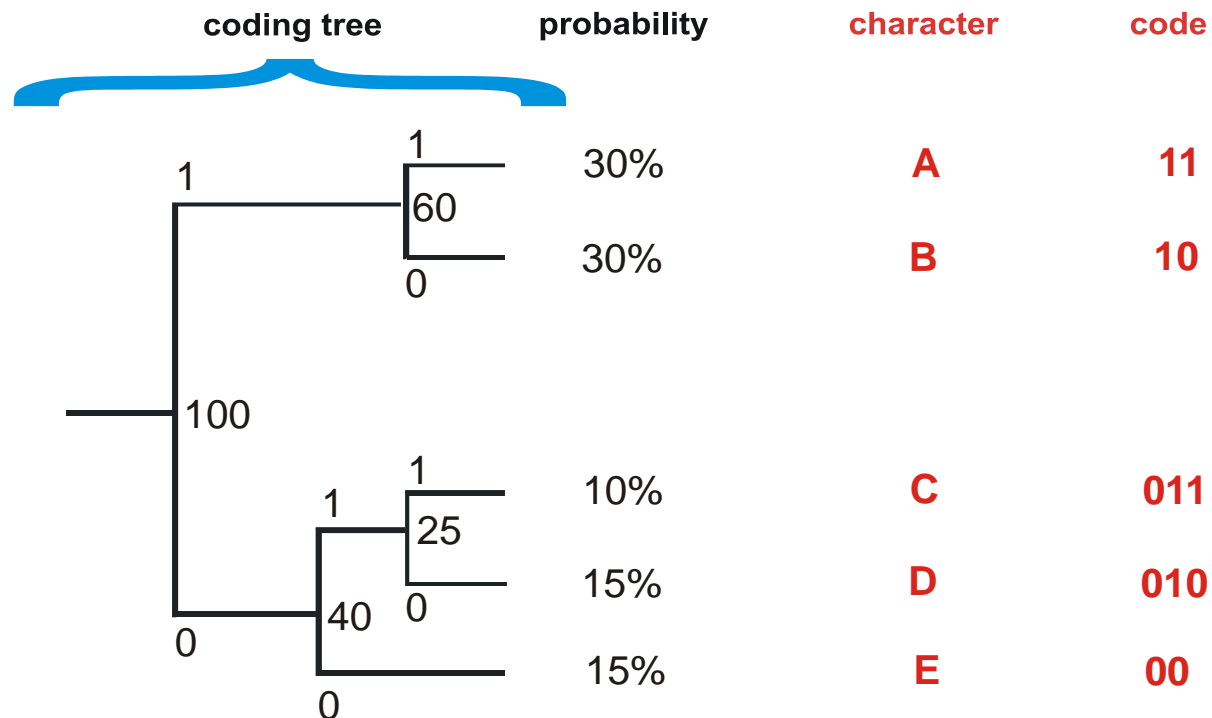 coding tree probability character code
1 1 30% A 11
60
30% B 10
0
100
1 1 10% C 011
25
15% D 010
0
40
0
15% E 00
0